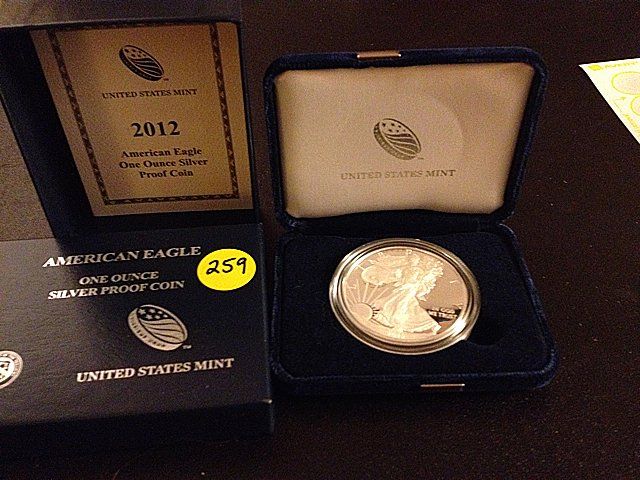 UNITED STATES MINT
2012
American Eagle
One Ounce Silver
Proof Coin
AMERICAN EAGLE
ONE OUNCE
SILVER PROOF COIN
259
UNITED STATES MINT
UNITED STATES MINT